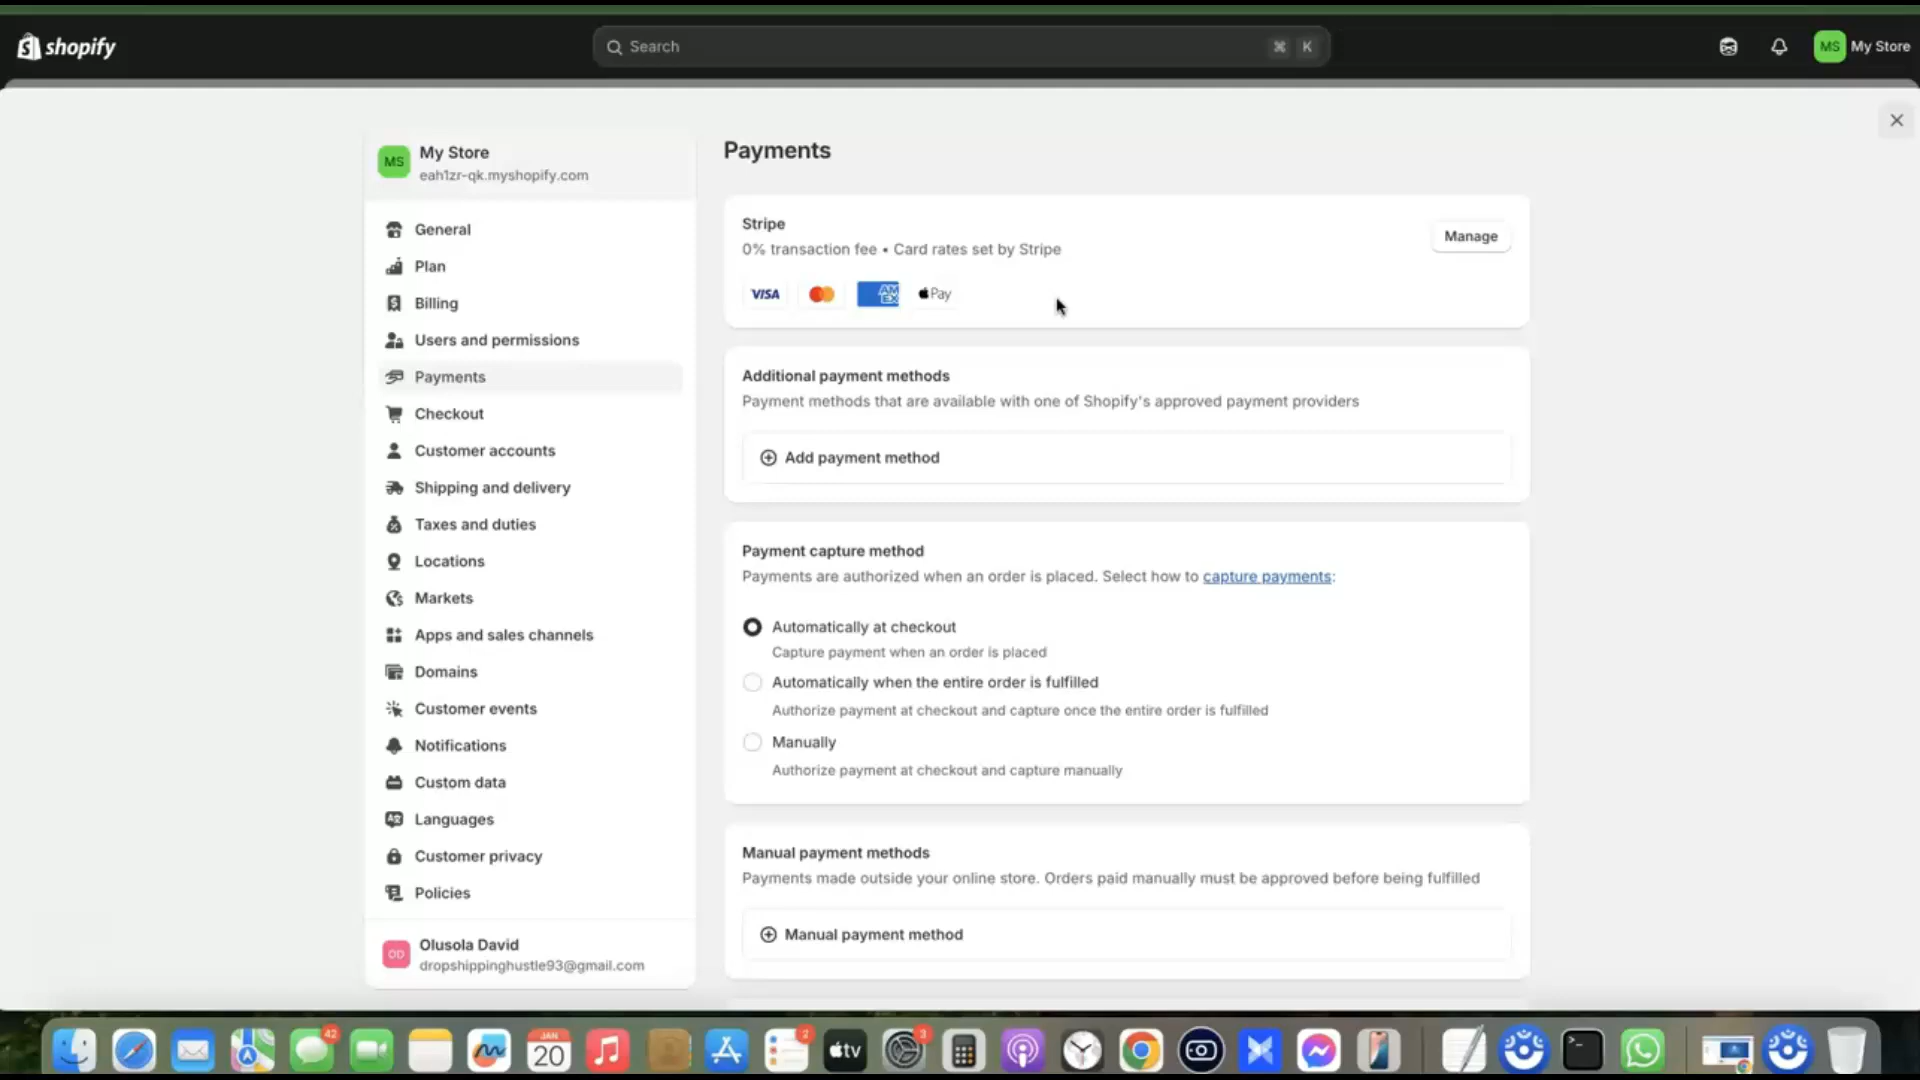 shopify
Search
⌘ K
MS My Store
MS
My Store
eah1zr-qk.myshopify.com
General
Plan
Billing
Users and permissions
Payments
Checkout
Customer accounts
Shipping and delivery
Taxes and duties
Locations
Markets
Apps and sales channels
Domains
Customer events
Notifications
Custom data
Languages
Customer privacy
Policies
OD
Olusola David
dropshippinghustle93@gmail.com
Payments
Stripe
0% transaction fee • Card rates set by Stripe
Manage
VISA
AMEX
Pay
Additional payment methods
Payment methods that are available with one of Shopify's approved payment providers
Add payment method
Payment capture method
Payments are authorized when an order is placed. Select how to capture payments:
Automatically at checkout
Capture payment when an order is placed
Automatically when the entire order is fulfilled
Authorize payment at checkout and capture once the entire order is fulfilled
Manually
Authorize payment at checkout and capture manually
Manual payment methods
Payments made outside your online store. Orders paid manually must be approved before being fulfilled
Manual payment method
42
JAN
20
2
tv
3